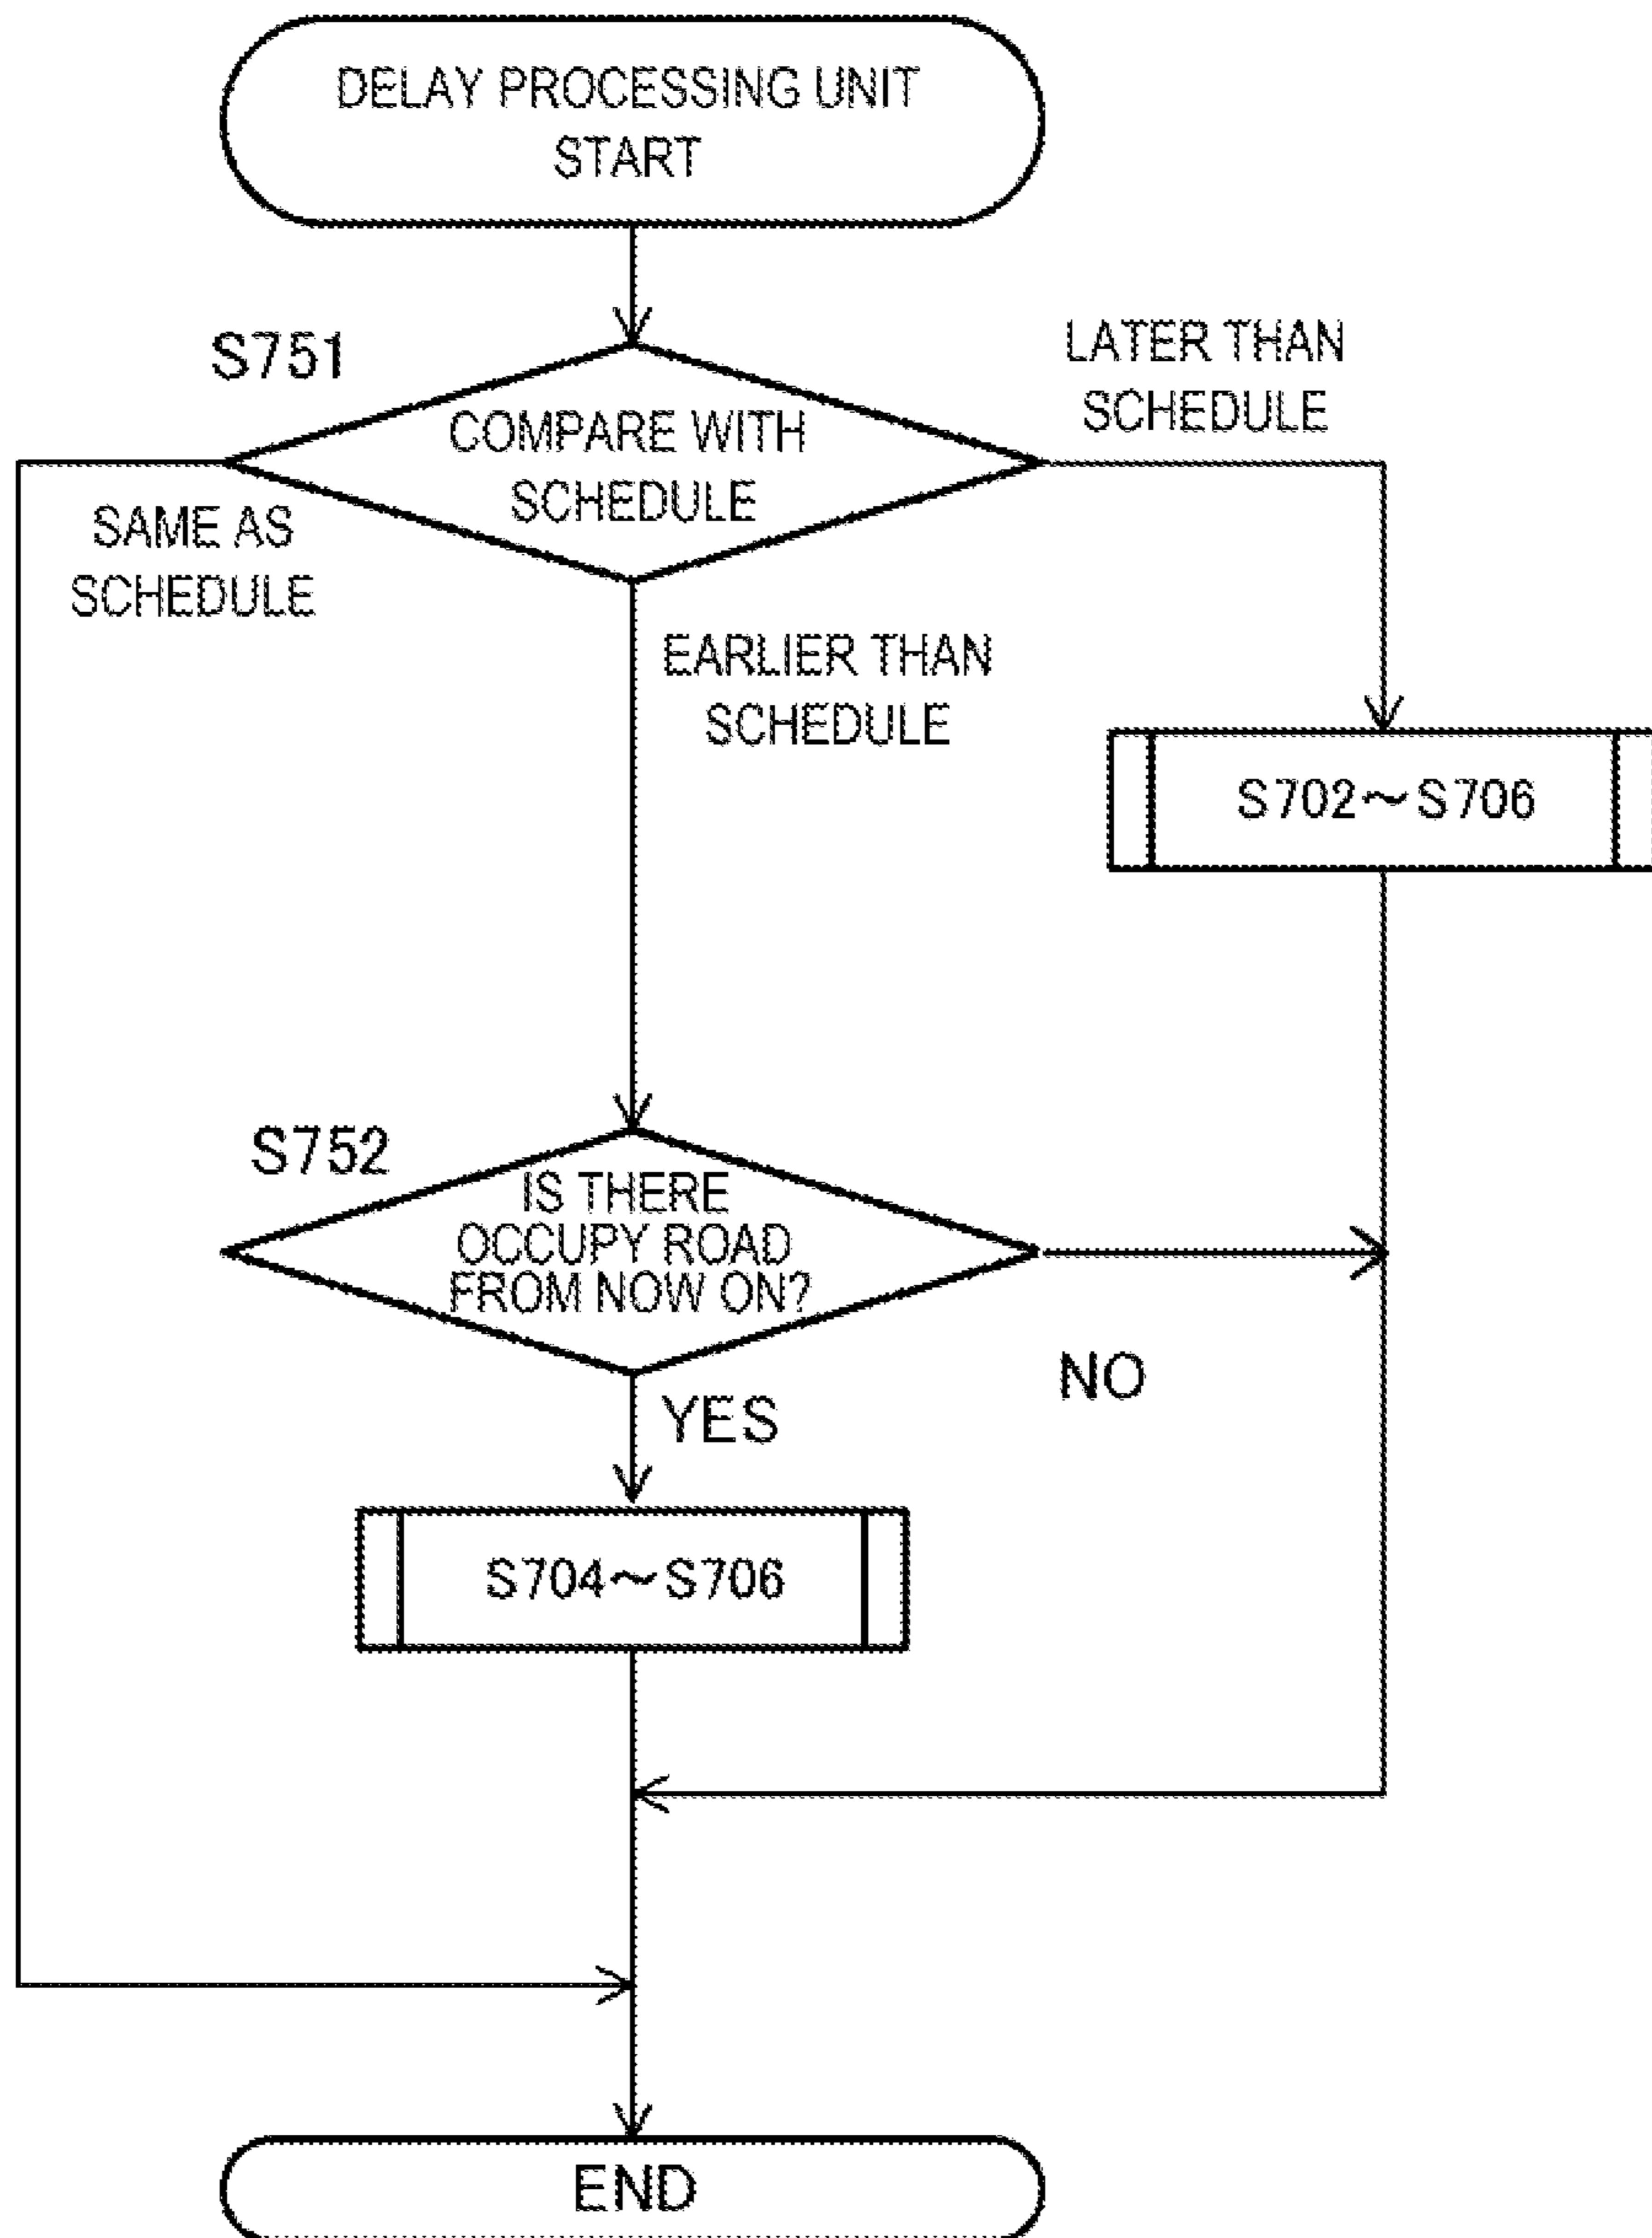 DELAY PROCESSING UNIT
START
S751
LATER THAN
SCHEDULE
COMPARE WITH
SCHEDULE
SAME AS
SCHEDULE
EARLIER THAN
SCHEDULE
S702~S706
S752
IS THERE
OCCUPY ROAD
FROM NOW ON?
NO
YES
S704~S706
END